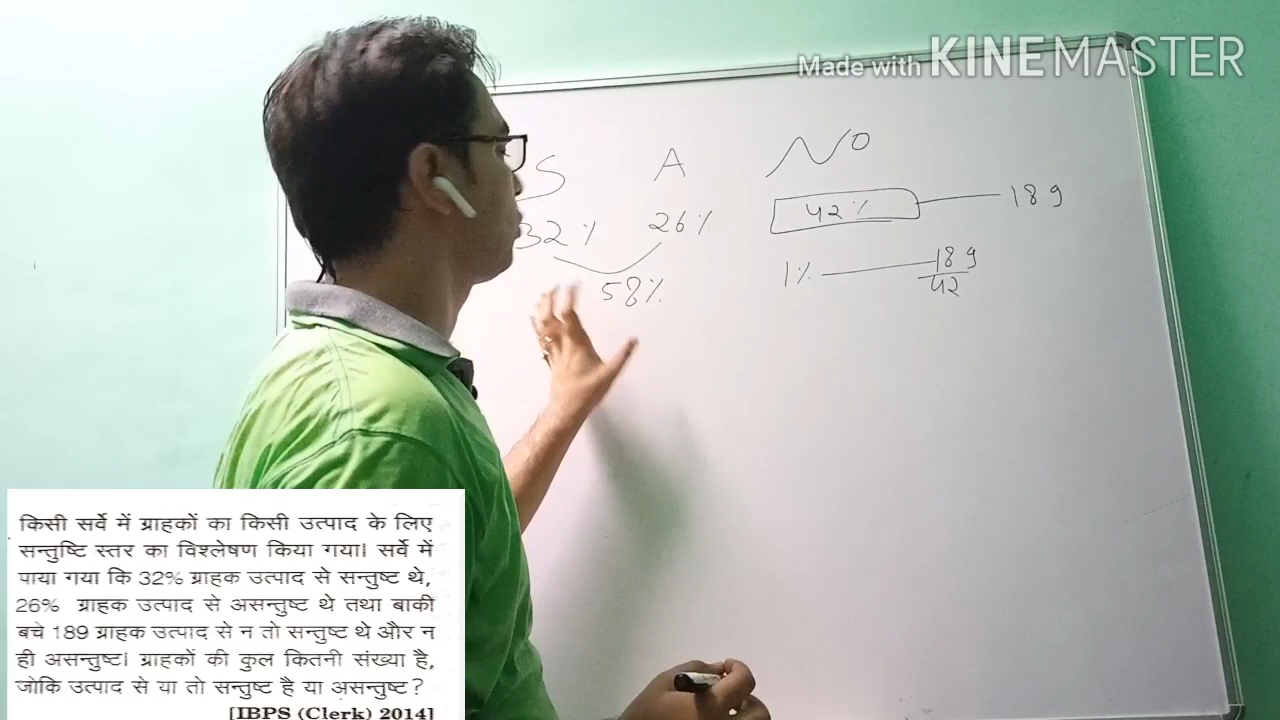 Made with KINEMASTER
S A NO
32% 26% 42% 189
58% 1% 189
42
किसी सर्वे में ग्राहकों का किसी उत्पाद के लिए
सन्तुष्टि स्तर का विश्लेषण किया गया। सर्वे में
पाया गया कि 32% ग्राहक उत्पाद से सन्तुष्ट थे,
26% ग्राहक उत्पाद से असन्तुष्ट थे तथा बाकी
बचे 189 ग्राहक उत्पाद से न तो सन्तुष्ट थे और न
ही असन्तुष्ट। ग्राहकों की कुल कितनी संख्या है,
जोकि उत्पाद से या तो सन्तुष्ट है या असन्तुष्ट?
[IBPS (Clerk) 2014]